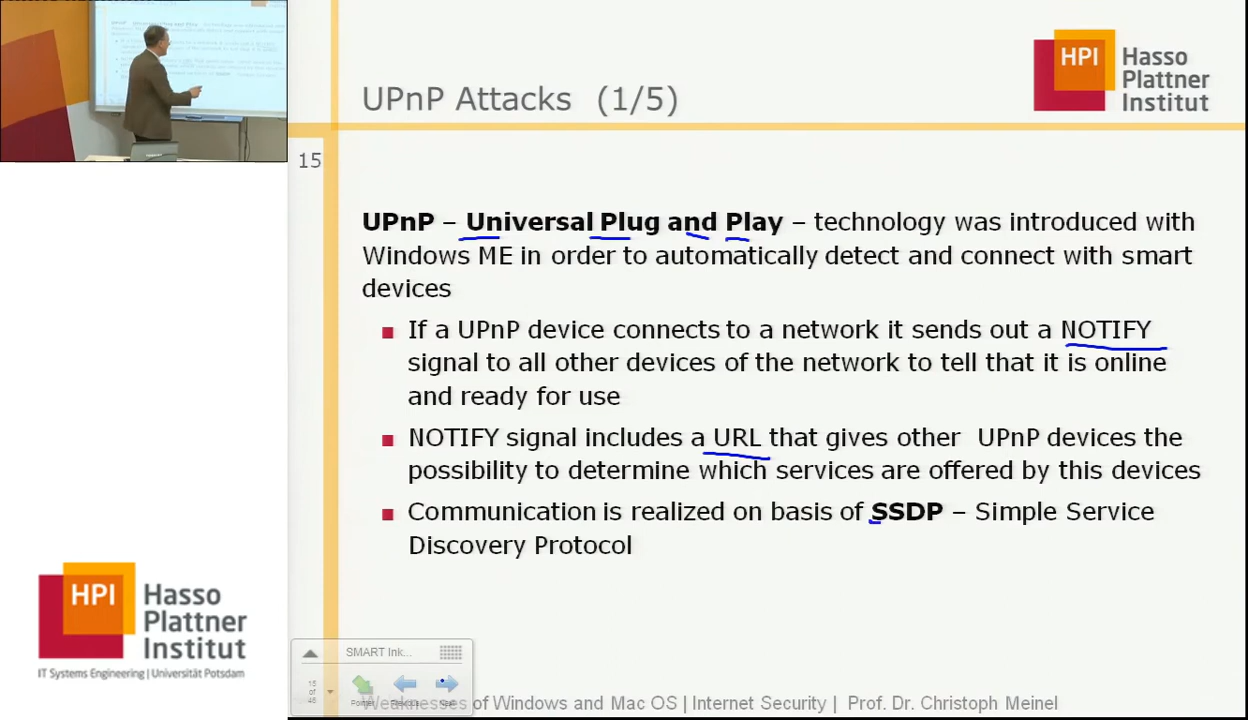 UPnP Attacks (1/5)
HPI Hasso
Plattner
Institut
15
UPnP – Universal Plug and Play – technology was introduced with
Windows ME in order to automatically detect and connect with smart
devices
If a UPnP device connects to a network it sends out a NOTIFY
signal to all other devices of the network to tell that it is online
and ready for use
NOTIFY signal includes a URL that gives other UPnP devices the
possibility to determine which services are offered by this devices
Communication is realized on basis of SSDP – Simple Service
Discovery Protocol
HPI Hasso
Plattner
Institut
IT Systems Engineering | Universität Potsdam
SMART Ink...
Weaknesses of Windows and Mac OS | Internet Security | Prof. Dr. Christoph Meinel